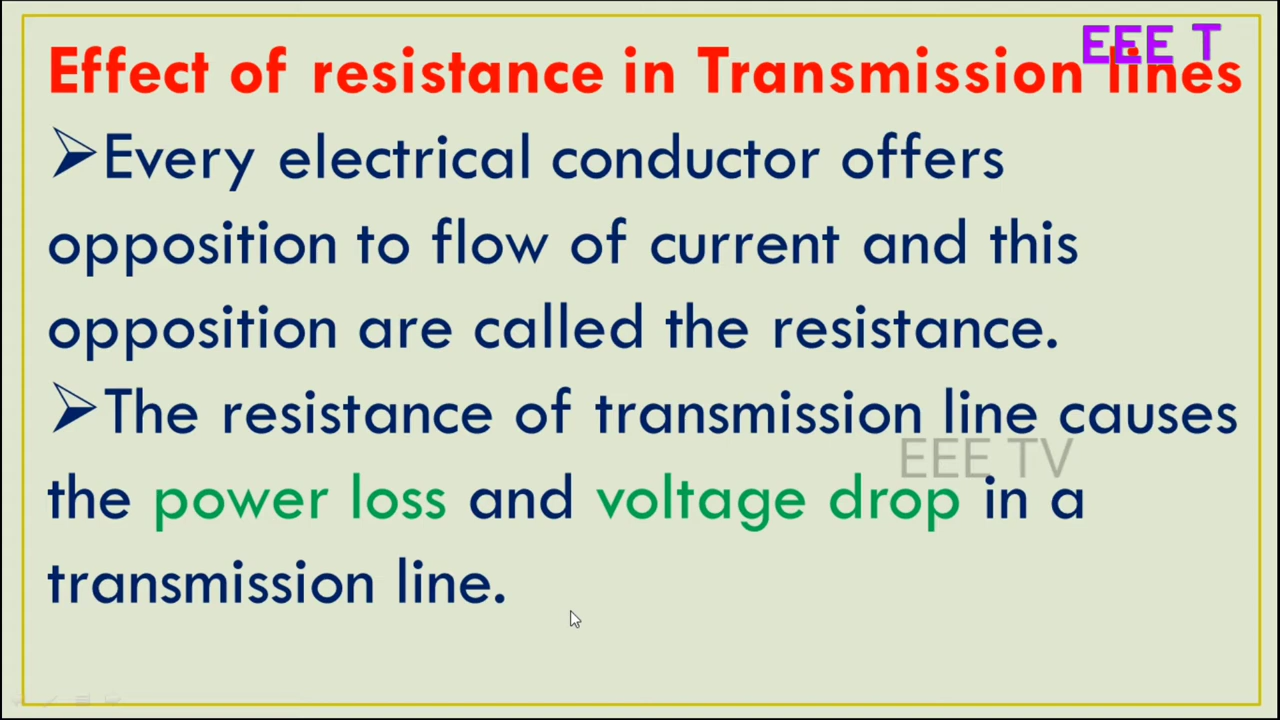 EEE T
Effect of resistance in Transmission lines
➢Every electrical conductor offers
opposition to flow of current and this
opposition are called the resistance.
➢The resistance of transmission line causes
EEE TV
the power loss and voltage drop in a
transmission line.